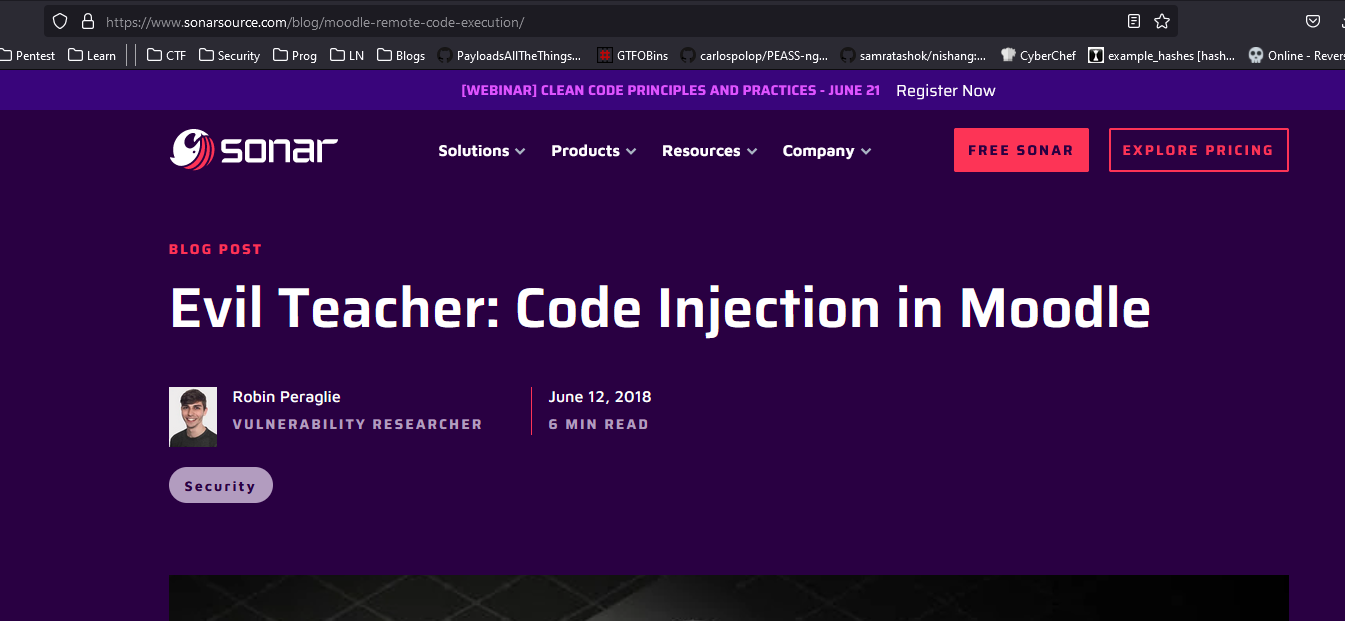 https://www.sonarsource.com/blog/moodle-remote-code-execution/
Pentest Learn CTF Security Prog LN Blogs PayloadsAllTheThings... GTFOBins carlospolop/PEASS-ng... samratashok/nishang:... CyberChef example_hashes [hash... Online - Revers
[WEBINAR] CLEAN CODE PRINCIPLES AND PRACTICES - JUNE 21 Register Now
sonar Solutions Products Resources Company FREE SONAR EXPLORE PRICING
BLOG POST
Evil Teacher: Code Injection in Moodle
Robin Peraglie June 12, 2018
VULNERABILITY RESEARCHER 6 MIN READ
Security